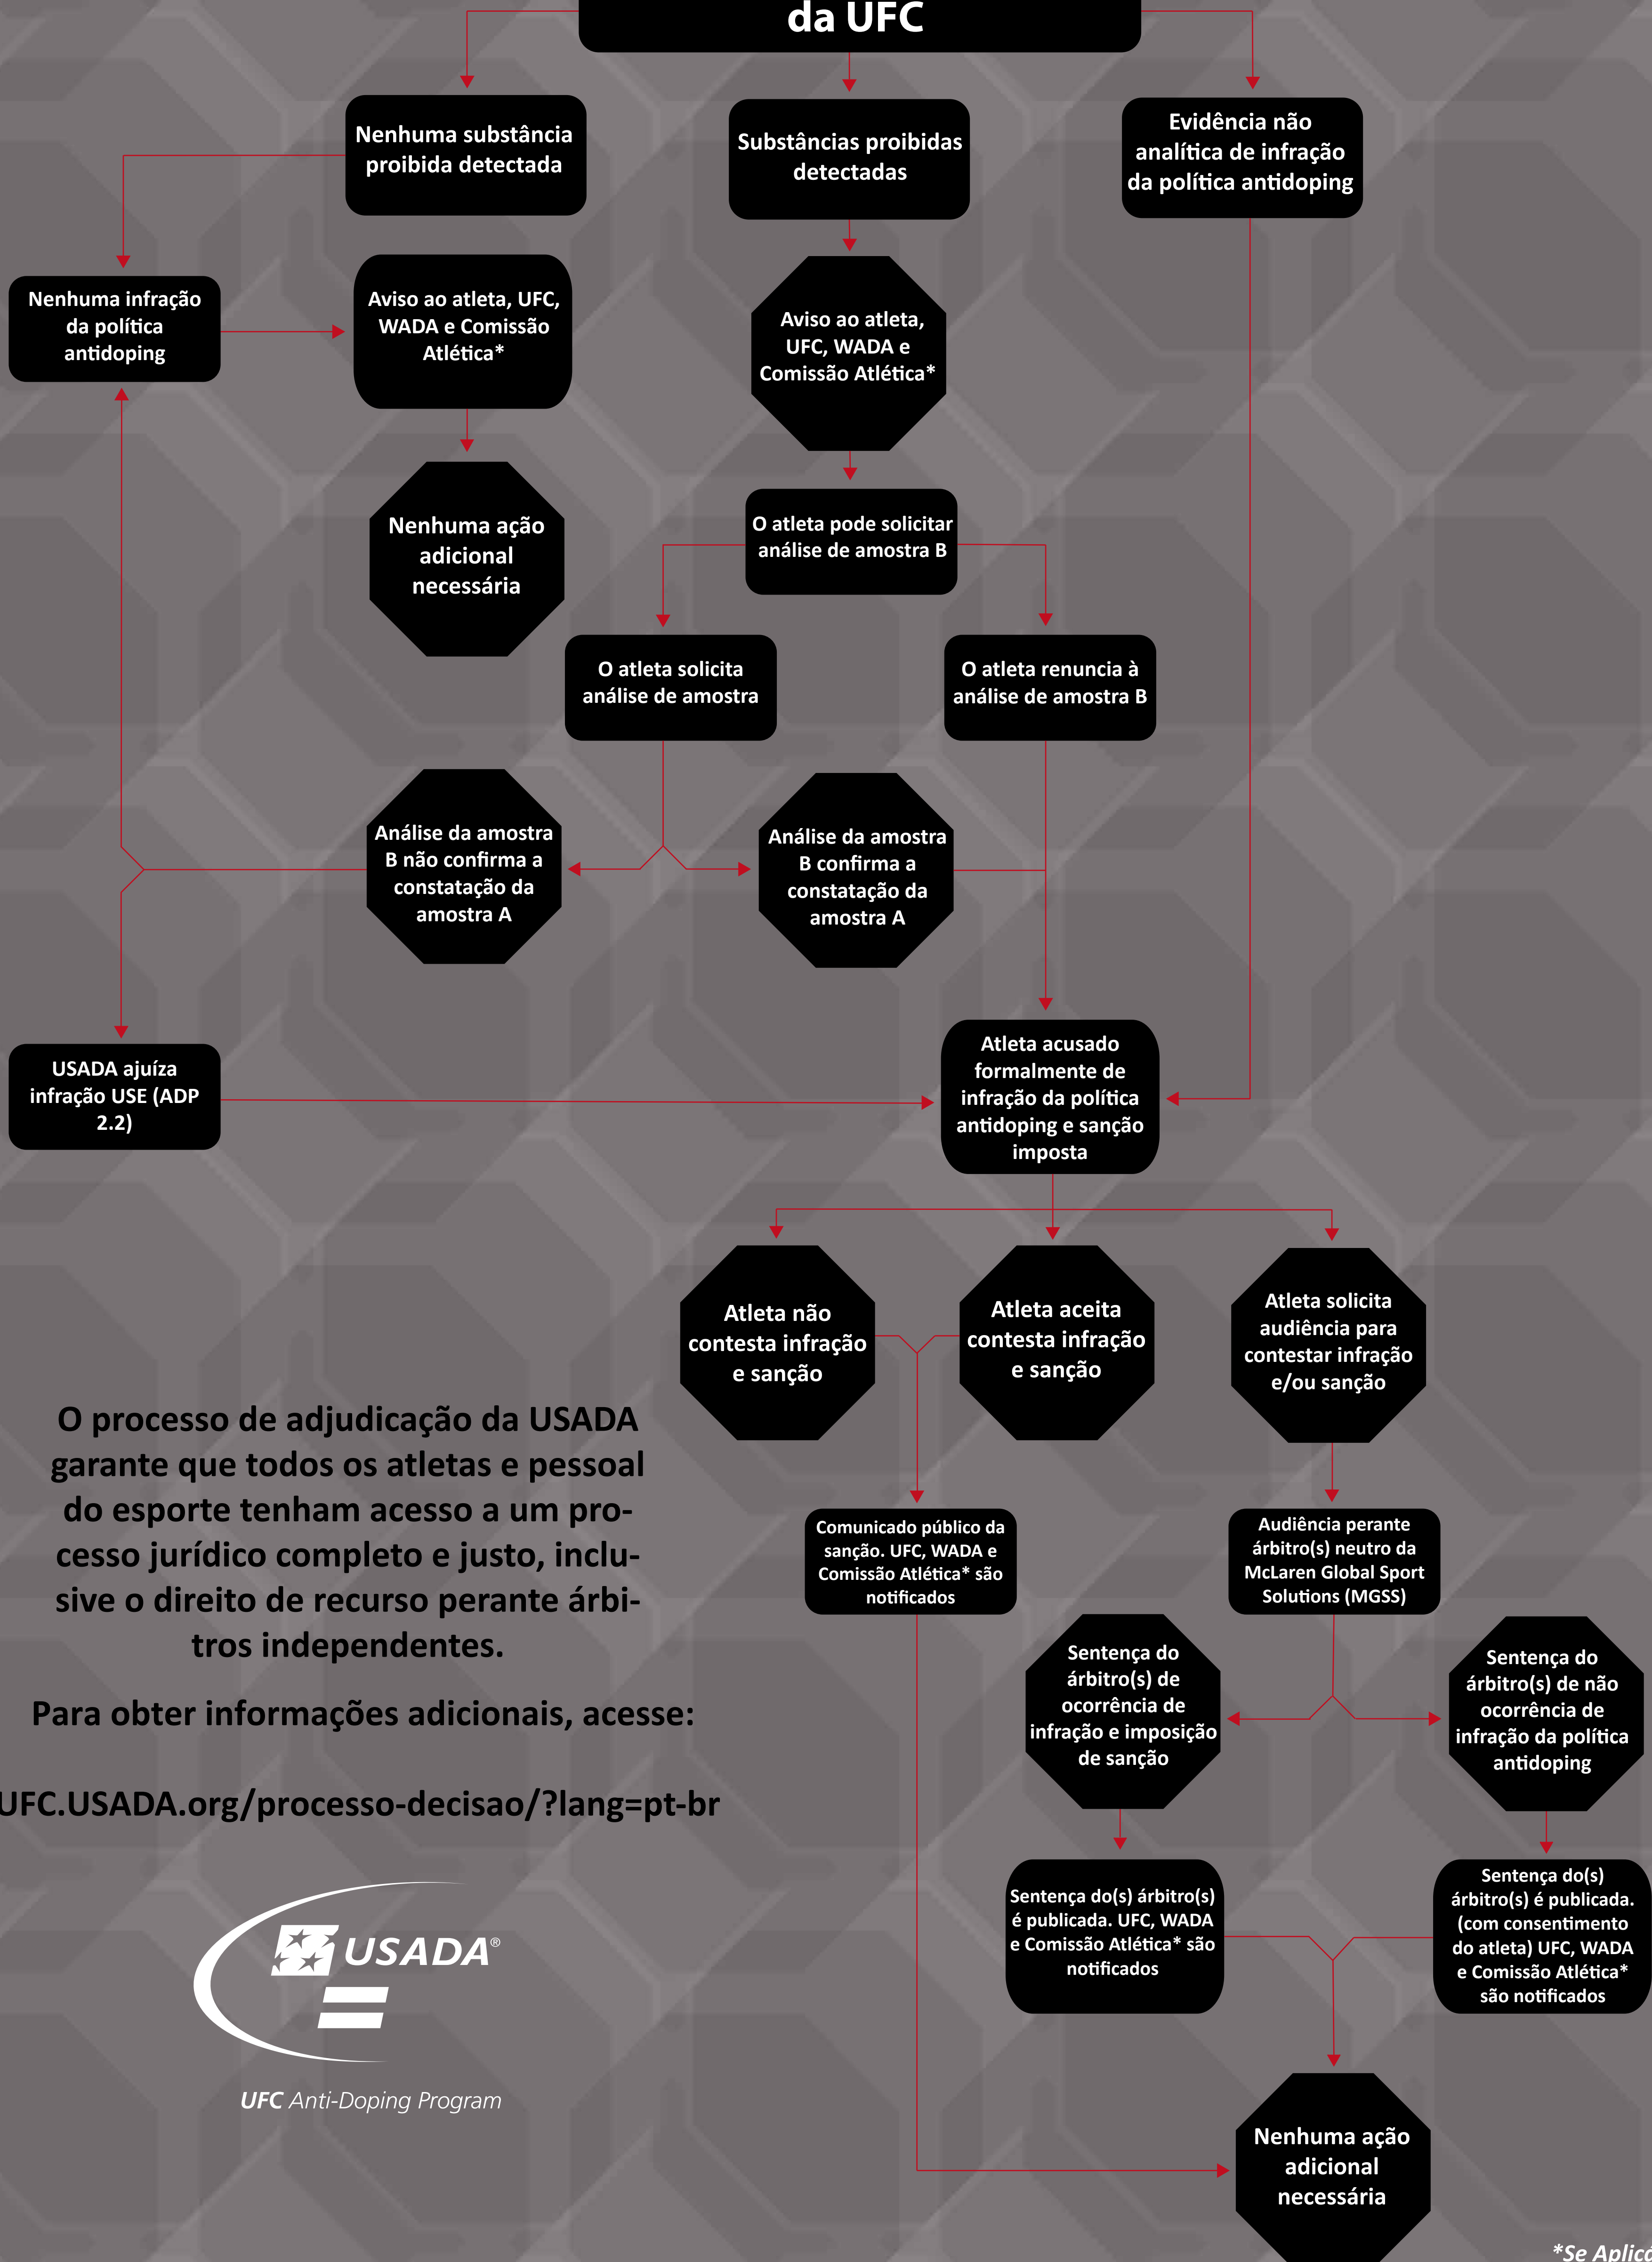 da UFC
Nenhuma substância
proibida detectada
Substâncias proibidas
detectadas
Evidência não
analítica de infração
da política antidoping
Nenhuma infração
da política
antidoping
Aviso ao atleta, UFC,
WADA e Comissão
Atlética*
Aviso ao atleta,
UFC, WADA e
Comissão Atlética*
Nenhuma ação
adicional
necessária
O atleta pode solicitar
análise de amostra B
O atleta solicita
análise de amostra
O atleta renuncia à
análise de amostra B
Análise da amostra
B não confirma a
constatação da
amostra A
Análise da amostra
B confirma a
constatação da
amostra A
USADA ajuíza
infração USE (ADP
2.2)
Atleta acusado
formalmente de
infração da política
antidoping e sanção
imposta
Atleta não
contesta infração
e sanção
Atleta aceita
contesta infração
e sanção
Atleta solicita
audiência para
contestar infração
e/ou sanção
O processo de adjudicação da USADA
garante que todos os atletas e pessoal
do esporte tenham acesso a um pro-
cesso jurídico completo e justo, inclu-
sive o direito de recurso perante árbi-
tros independentes.
Para obter informações adicionais, acesse:
UFC.USADA.org/processo-decisao/?lang=pt-br
Comunicado público da
sanção. UFC, WADA e
Comissão Atlética* são
notificados
Audiência perante
árbitro(s) neutro da
McLaren Global Sport
Solutions (MGSS)
Sentença do
árbitro(s) de
ocorrência de
infração e imposição
de sanção
Sentença do
árbitro(s) de não
ocorrência de
infração da política
antidoping
Sentença do(s) árbitro(s)
é publicada. UFC, WADA
e Comissão Atlética* são
notificados
Sentença do(s)
árbitro(s) é publicada.
(com consentimento
do atleta) UFC, WADA
e Comissão Atlética*
são notificados
USADA®
UFC Anti-Doping Program
Nenhuma ação
adicional
necessária
*Se